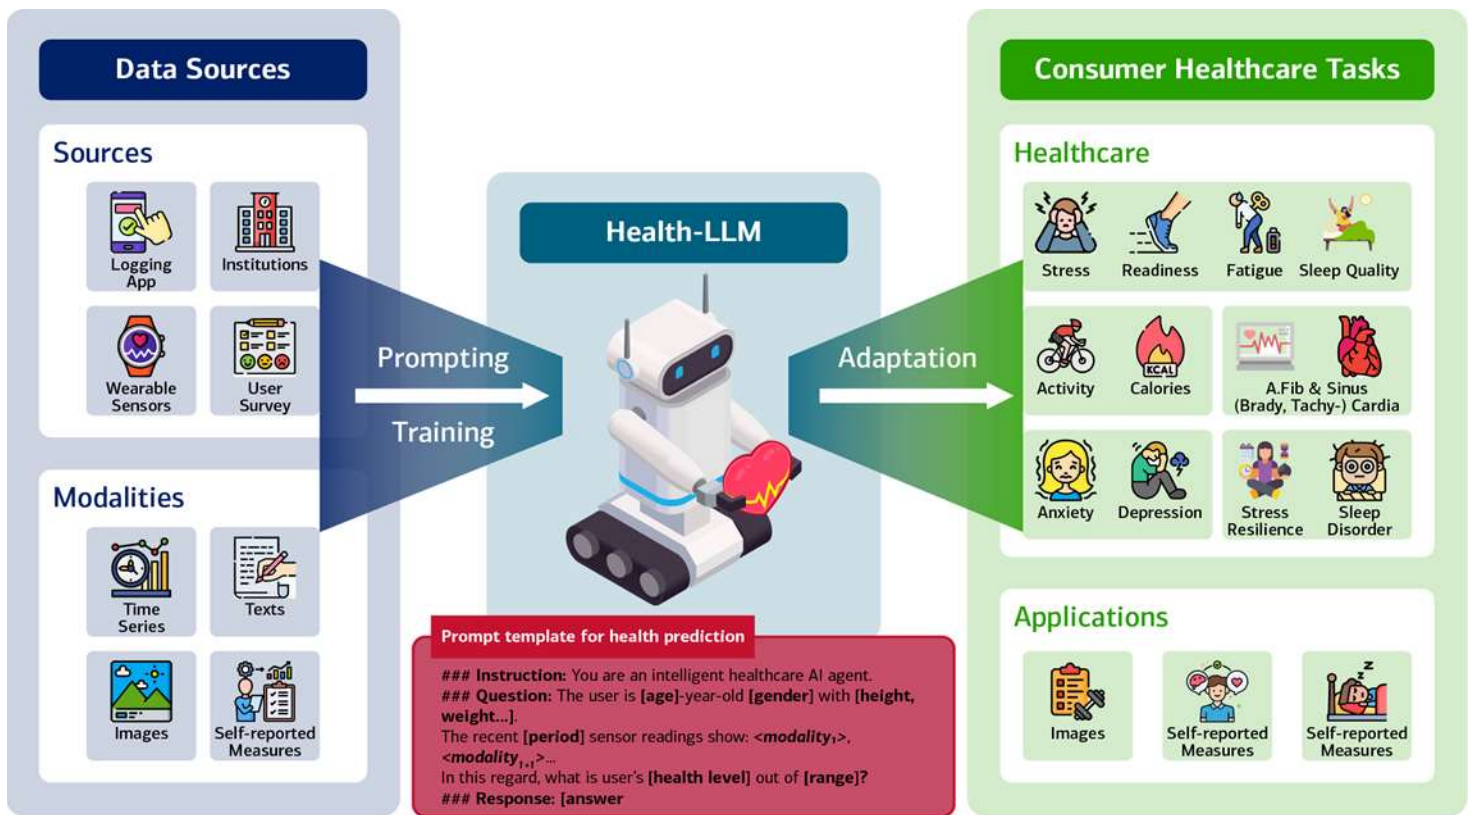 Data Sources
Sources
Logging
App
Institutions
Wearable
Sensors
User
Survey
Modalities
Time
Series
Texts
Images
Self-reported
Measures
Prompting
Training
Health-LLM
Prompt template for health prediction
### Instruction: You are an intelligent healthcare AI agent.
### Question: The user is [age]-year-old [gender] with [height,
weight...].
The recent [period] sensor readings show: <modality₁>,
<modality₁₊₁>...
In this regard, what is user's [health level] out of [range]?
### Response: [answer
Adaptation
Consumer Healthcare Tasks
Healthcare
Stress
Readiness
Fatigue
Sleep Quality
Activity
Calories
KCAL
A.Fib & Sinus
(Brady, Tachy-) Cardia
Anxiety
Depression
Stress
Resilience
Sleep
Disorder
Applications
Images
Self-reported
Measures
Z
z
Self-reported
Measures